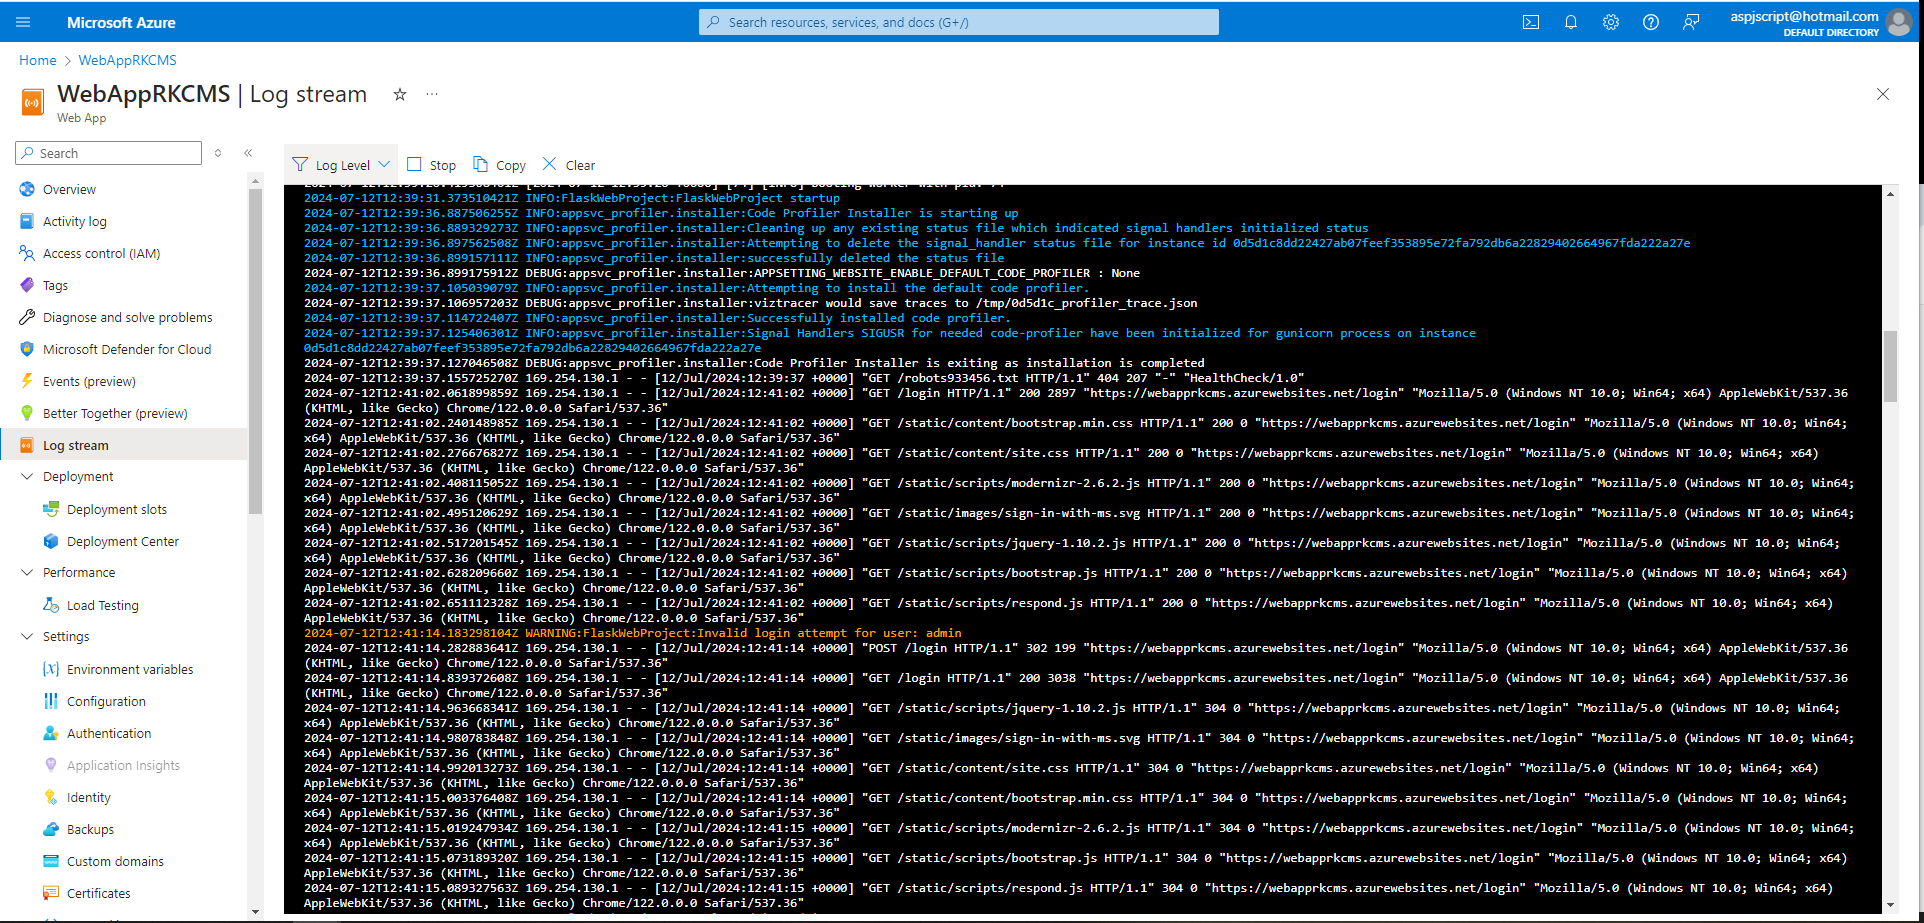 Microsoft Azure
Search resources, services, and docs (G+/)
aspjscript@hotmail.com
DEFAULT DIRECTORY
Home > WebAppRKCMS
WebAppRKCMS | Log stream
Web App
Search
Overview
Activity log
Access control (IAM)
Tags
Diagnose and solve problems
Microsoft Defender for Cloud
Events (preview)
Better Together (preview)
Log stream
Deployment
Deployment slots
Deployment Center
Performance
Load Testing
Settings
Environment variables
Configuration
Authentication
Application Insights
Identity
Backups
Custom domains
Certificates
Log Level
Stop
Copy
Clear
2024-07-12T12:39:31.373510421Z INFO:FlaskWebProject:FlaskWebProject startup
2024-07-12T12:39:36.887506255Z INFO:appsvc_profiler.installer:Code Profiler Installer is starting up
2024-07-12T12:39:36.889329273Z INFO:appsvc_profiler.installer:Cleaning up any existing status file which indicated signal handlers initialized status
2024-07-12T12:39:36.897562508Z INFO:appsvc_profiler.installer:Attempting to delete the signal_handler status file for instance id 0d5d1c8dd22427ab07feef353895e72fa792db6a22829402664967fda222a27e
2024-07-12T12:39:36.899157111Z INFO:appsvc_profiler.installer:successfully deleted the status file
2024-07-12T12:39:36.899175912Z DEBUG:appsvc_profiler.installer:APPSETTING_WEBSITE_ENABLE_DEFAULT_CODE_PROFILER : None
2024-07-12T12:39:37.105039079Z INFO:appsvc_profiler.installer:Attempting to install the default code profiler.
2024-07-12T12:39:37.106957203Z DEBUG:appsvc_profiler.installer:viztracer would save traces to /tmp/0d5d1c_profiler_trace.json
2024-07-12T12:39:37.114722407Z INFO:appsvc_profiler.installer:Successfully installed code profiler.
2024-07-12T12:39:37.125406301Z INFO:appsvc_profiler.installer:Signal Handlers SIGUSR for needed code-profiler have been initialized for gunicorn process on instance
0d5d1c8dd22427ab07feef353895e72fa792db6a22829402664967fda222a27e
2024-07-12T12:39:37.127046508Z DEBUG:appsvc_profiler.installer:Code Profiler Installer is exiting as installation is completed
2024-07-12T12:39:37.155725270Z 169.254.130.1 - - [12/Jul/2024:12:39:37 +0000] "GET /robots933456.txt HTTP/1.1" 404 207 "-" "HealthCheck/1.0"
2024-07-12T12:41:02.061899859Z 169.254.130.1 - - [12/Jul/2024:12:41:02 +0000] "GET /login HTTP/1.1" 200 2897 "https://webapprkcms.azurewebsites.net/login" "Mozilla/5.0 (Windows NT 10.0; Win64; x64) AppleWebKit/537.36
(KHTML, like Gecko) Chrome/122.0.0.0 Safari/537.36"
2024-07-12T12:41:02.240148985Z 169.254.130.1 - - [12/Jul/2024:12:41:02 +0000] "GET /static/content/bootstrap.min.css HTTP/1.1" 200 0 "https://webapprkcms.azurewebsites.net/login" "Mozilla/5.0 (Windows NT 10.0; Win64;
x64) AppleWebKit/537.36 (KHTML, like Gecko) Chrome/122.0.0.0 Safari/537.36"
2024-07-12T12:41:02.276676827Z 169.254.130.1 - - [12/Jul/2024:12:41:02 +0000] "GET /static/content/site.css HTTP/1.1" 200 0 "https://webapprkcms.azurewebsites.net/login" "Mozilla/5.0 (Windows NT 10.0; Win64; x64)
AppleWebKit/537.36 (KHTML, like Gecko) Chrome/122.0.0.0 Safari/537.36"
2024-07-12T12:41:02.408115052Z 169.254.130.1 - - [12/Jul/2024:12:41:02 +0000] "GET /static/scripts/modernizr-2.6.2.js HTTP/1.1" 200 0 "https://webapprkcms.azurewebsites.net/login" "Mozilla/5.0 (Windows NT 10.0; Win64;
x64) AppleWebKit/537.36 (KHTML, like Gecko) Chrome/122.0.0.0 Safari/537.36"
2024-07-12T12:41:02.495120629Z 169.254.130.1 - - [12/Jul/2024:12:41:02 +0000] "GET /static/images/sign-in-with-ms.svg HTTP/1.1" 200 0 "https://webapprkcms.azurewebsites.net/login" "Mozilla/5.0 (Windows NT 10.0; Win64;
x64) AppleWebKit/537.36 (KHTML, like Gecko) Chrome/122.0.0.0 Safari/537.36"
2024-07-12T12:41:02.517201545Z 169.254.130.1 - - [12/Jul/2024:12:41:02 +0000] "GET /static/scripts/jquery-1.10.2.js HTTP/1.1" 200 0 "https://webapprkcms.azurewebsites.net/login" "Mozilla/5.0 (Windows NT 10.0; Win64;
x64) AppleWebKit/537.36 (KHTML, like Gecko) Chrome/122.0.0.0 Safari/537.36"
2024-07-12T12:41:02.628209660Z 169.254.130.1 - - [12/Jul/2024:12:41:02 +0000] "GET /static/scripts/bootstrap.js HTTP/1.1" 200 0 "https://webapprkcms.azurewebsites.net/login" "Mozilla/5.0 (Windows NT 10.0; Win64; x64)
AppleWebKit/537.36 (KHTML, like Gecko) Chrome/122.0.0.0 Safari/537.36"
2024-07-12T12:41:02.651112328Z 169.254.130.1 - - [12/Jul/2024:12:41:02 +0000] "GET /static/scripts/respond.js HTTP/1.1" 200 0 "https://webapprkcms.azurewebsites.net/login" "Mozilla/5.0 (Windows NT 10.0; Win64; x64)
AppleWebKit/537.36 (KHTML, like Gecko) Chrome/122.0.0.0 Safari/537.36"
2024-07-12T12:41:14.183298104Z WARNING:FlaskWebProject:Invalid login attempt for user: admin
2024-07-12T12:41:14.282883641Z 169.254.130.1 - - [12/Jul/2024:12:41:14 +0000] "POST /login HTTP/1.1" 302 199 "https://webapprkcms.azurewebsites.net/login" "Mozilla/5.0 (Windows NT 10.0; Win64; x64) AppleWebKit/537.36
(KHTML, like Gecko) Chrome/122.0.0.0 Safari/537.36"
2024-07-12T12:41:14.839372608Z 169.254.130.1 - - [12/Jul/2024:12:41:14 +0000] "GET /login HTTP/1.1" 200 3038 "https://webapprkcms.azurewebsites.net/login" "Mozilla/5.0 (Windows NT 10.0; Win64; x64) AppleWebKit/537.36
(KHTML, like Gecko) Chrome/122.0.0.0 Safari/537.36"
2024-07-12T12:41:14.963668341Z 169.254.130.1 - - [12/Jul/2024:12:41:14 +0000] "GET /static/scripts/jquery-1.10.2.js HTTP/1.1" 304 0 "https://webapprkcms.azurewebsites.net/login" "Mozilla/5.0 (Windows NT 10.0; Win64;
x64) AppleWebKit/537.36 (KHTML, like Gecko) Chrome/122.0.0.0 Safari/537.36"
2024-07-12T12:41:14.980783848Z 169.254.130.1 - - [12/Jul/2024:12:41:14 +0000] "GET /static/images/sign-in-with-ms.svg HTTP/1.1" 304 0 "https://webapprkcms.azurewebsites.net/login" "Mozilla/5.0 (Windows NT 10.0; Win64;
x64) AppleWebKit/537.36 (KHTML, like Gecko) Chrome/122.0.0.0 Safari/537.36"
2024-07-12T12:41:14.992013273Z 169.254.130.1 - - [12/Jul/2024:12:41:14 +0000] "GET /static/content/site.css HTTP/1.1" 304 0 "https://webapprkcms.azurewebsites.net/login" "Mozilla/5.0 (Windows NT 10.0; Win64; x64)
AppleWebKit/537.36 (KHTML, like Gecko) Chrome/122.0.0.0 Safari/537.36"
2024-07-12T12:41:15.003376408Z 169.254.130.1 - - [12/Jul/2024:12:41:14 +0000] "GET /static/content/bootstrap.min.css HTTP/1.1" 304 0 "https://webapprkcms.azurewebsites.net/login" "Mozilla/5.0 (Windows NT 10.0; Win64;
x64) AppleWebKit/537.36 (KHTML, like Gecko) Chrome/122.0.0.0 Safari/537.36"
2024-07-12T12:41:15.019247934Z 169.254.130.1 - - [12/Jul/2024:12:41:15 +0000] "GET /static/scripts/modernizr-2.6.2.js HTTP/1.1" 304 0 "https://webapprkcms.azurewebsites.net/login" "Mozilla/5.0 (Windows NT 10.0; Win64;
x64) AppleWebKit/537.36 (KHTML, like Gecko) Chrome/122.0.0.0 Safari/537.36"
2024-07-12T12:41:15.073189320Z 169.254.130.1 - - [12/Jul/2024:12:41:15 +0000] "GET /static/scripts/bootstrap.js HTTP/1.1" 304 0 "https://webapprkcms.azurewebsites.net/login" "Mozilla/5.0 (Windows NT 10.0; Win64; x64)
AppleWebKit/537.36 (KHTML, like Gecko) Chrome/122.0.0.0 Safari/537.36"
2024-07-12T12:41:15.089327563Z 169.254.130.1 - - [12/Jul/2024:12:41:15 +0000] "GET /static/scripts/respond.js HTTP/1.1" 304 0 "https://webapprkcms.azurewebsites.net/login" "Mozilla/5.0 (Windows NT 10.0; Win64; x64)
AppleWebKit/537.36 (KHTML, like Gecko) Chrome/122.0.0.0 Safari/537.36"